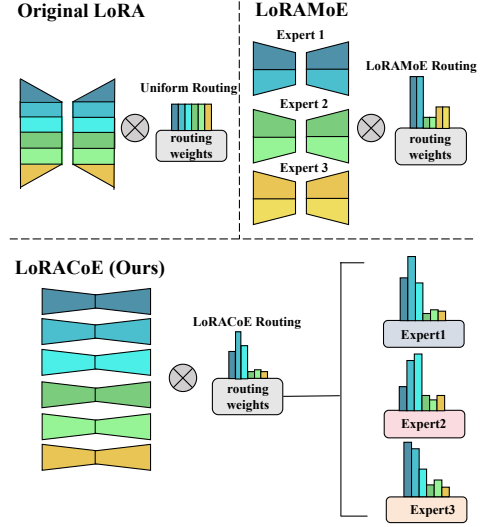 Original LoRA
Uniform Routing
routing
weights
LoRAMoE
Expert 1
Expert 2
Expert 3
LoRAMoE Routing
routing
weights
LoRACoE (Ours)
LoRACoE Routing
routing
weights
Expert1
Expert2
Expert3